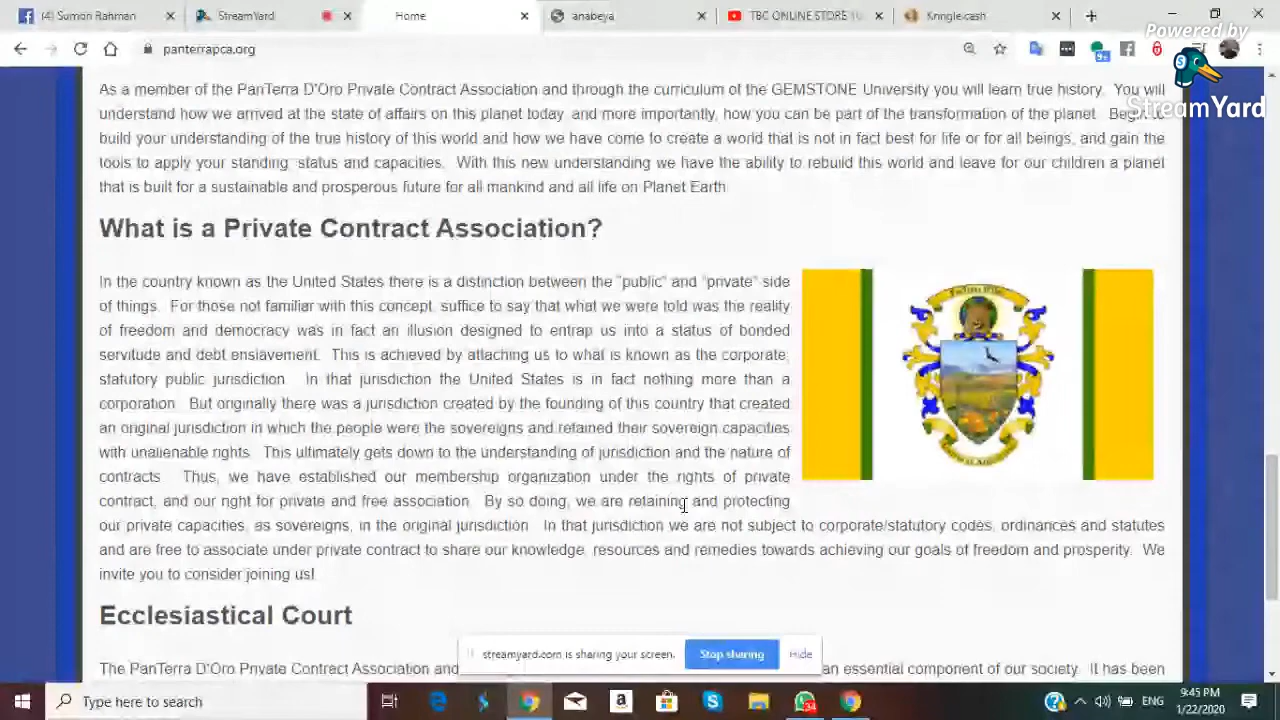 (4) Sumon Rahman
StreamYard
Home
anabeya
TBC ONLINE STORE 10
Kringle.cash
panterrapca.org
Powered by
StreamYard
As a member of the PanTerra D'Oro Private Contract Association and through the curriculum of the GEMSTONE University you will learn true history. You will
understand how we arrived at the state of affairs on this planet today, and more importantly, how you can be part of the transformation of the planet.
build your understanding of the true history of this world and how we have come to create a world that is not in fact best for life or for all beings, and gain the
tools to apply your standing, status and capacities. With this new understanding we have the ability to rebuild this world and leave for our children a planet
that is built for a sustainable and prosperous future for all mankind and all life on Planet Earth.
What is a Private Contract Association?
In the country known as the United States there is a distinction between the "public" and "private" side
of things. For those not familiar with this concept, suffice to say that what we were told was the reality
of freedom and democracy was in fact an illusion designed to entrap us into a status of bonded
servitude and debt enslavement. This is achieved by attaching us to what is known as the corporate,
statutory public jurisdiction. In that jurisdiction the United States is in fact nothing more than a
corporation. But originally there was a jurisdiction created by the founding of this country that created
an original jurisdiction in which the people were the sovereigns and retained their sovereign capacities
with unalienable rights. This ultimately gets down to the understanding of jurisdiction and the nature of
contracts. Thus, we have established our membership organization under the rights of private
contract, and our right for private and free association. By so doing, we are retaining and protecting
our private capacities, as sovereigns, in the original jurisdiction. In that jurisdiction we are not subject to corporate/statutory codes, ordinances and statutes
and are free to associate under private contract to share our knowledge, resources and remedies towards achieving our goals of freedom and prosperity. We
invite you to consider joining us!
Ecclesiastical Court
The PanTerra D'Oro Private Contract Association and
an essential component of our society. It has been
streamyard.com is sharing your screen.
Stop sharing
Hide
Type here to search
ENG
9:45 PM
1/22/2020